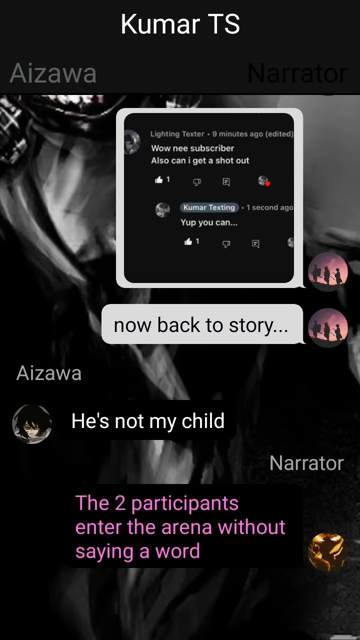 Kumar TS
Aizawa Narrator
Lighting Texter • 9 minutes ago (edited)
Wow nee subscriber
Also can i get a shot out
1
Kumar Texting • 1 second ago
Yup you can...
1
now back to story...
Aizawa
He's not my child
Narrator
The 2 participants
enter the arena without
saying a word